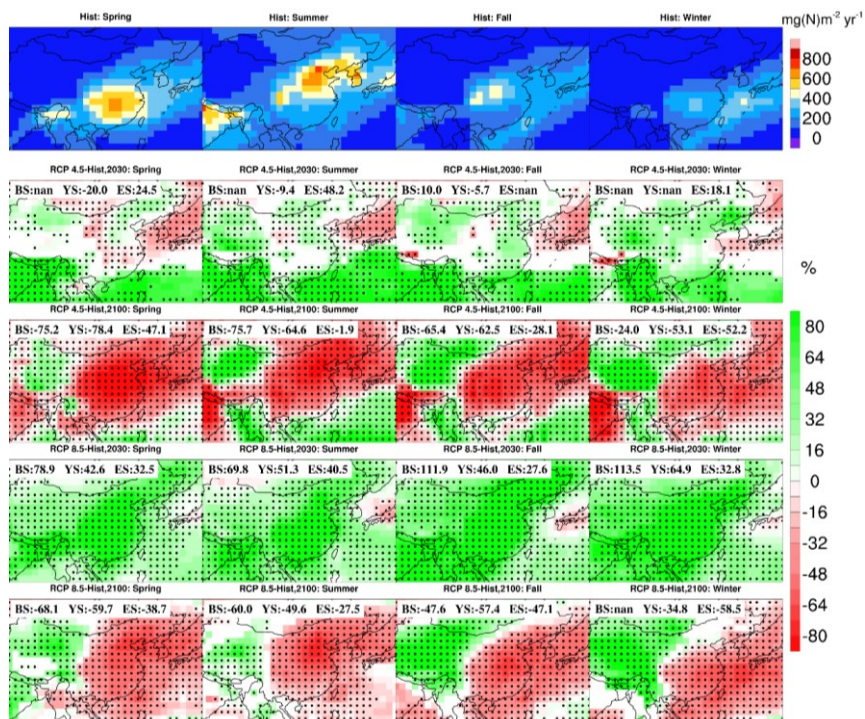 Hist: Spring Hist: Summer Hist: Fall Hist: Winter mg(N)m-2 yr-1
800
600
400
200
0
RCP 4.5-Hist,2030: Spring RCP 4.5-Hist,2030: Summer RCP 4.5-Hist,2030: Fall RCP 4.5-Hist,2030: Winter
BS:nan YS:-20.0 ES:24.5 BS:nan YS:-9.4 ES:48.2 BS:10.0 YS:-5.7 ES:nan BS:nan YS:nan ES:18.1
%
RCP 4.5-Hist,2100: Spring RCP 4.5-Hist,2100: Summer RCP 4.5-Hist,2100: Fall RCP 4.5-Hist,2100: Winter
BS:-75.2 YS:-78.4 ES:-47.1 BS:-75.7 YS:-64.6 ES:-1.9 BS:-65.4 YS:-62.5 ES:-28.1 BS:-24.0 YS:-53.1 ES:-52.2
80
64
48
32
16
0
-16
-32
-48
-64
-80
RCP 8.5-Hist,2030: Spring RCP 8.5-Hist,2030: Summer RCP 8.5-Hist,2030: Fall RCP 8.5-Hist,2030: Winter
BS:78.9 YS:42.6 ES:32.5 BS:69.8 YS:51.3 ES:40.5 BS:111.9 YS:46.0 ES:27.6 BS:113.5 YS:64.9 ES:32.8
RCP 8.5-Hist,2100: Spring RCP 8.5-Hist,2100: Summer RCP 8.5-Hist,2100: Fall RCP 8.5-Hist,2100: Winter
BS:-68.1 YS:-59.7 ES:-38.7 BS:-60.0 YS:-49.6 ES:-27.5 BS:-47.6 YS:-57.4 ES:-47.1 BS:nan YS:-34.8 ES:-58.5